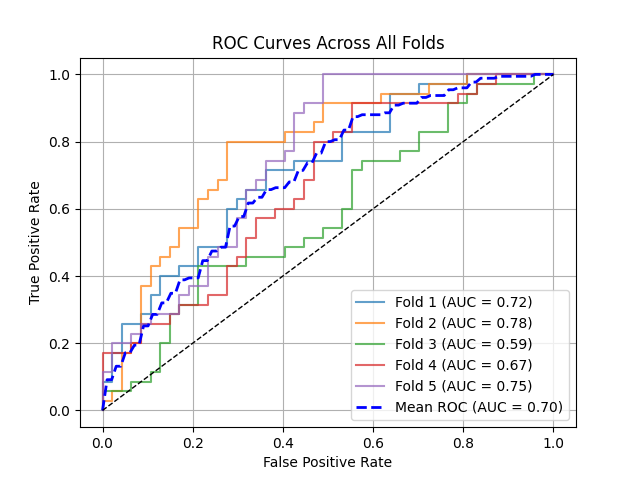 ROC Curves Across All Folds
True Positive Rate
1.0
0.8
0.6
0.4
0.2
0.0
0.0 0.2 0.4 0.6 0.8 1.0
False Positive Rate
Fold 1 (AUC = 0.72)
Fold 2 (AUC = 0.78)
Fold 3 (AUC = 0.59)
Fold 4 (AUC = 0.67)
Fold 5 (AUC = 0.75)
Mean ROC (AUC = 0.70)